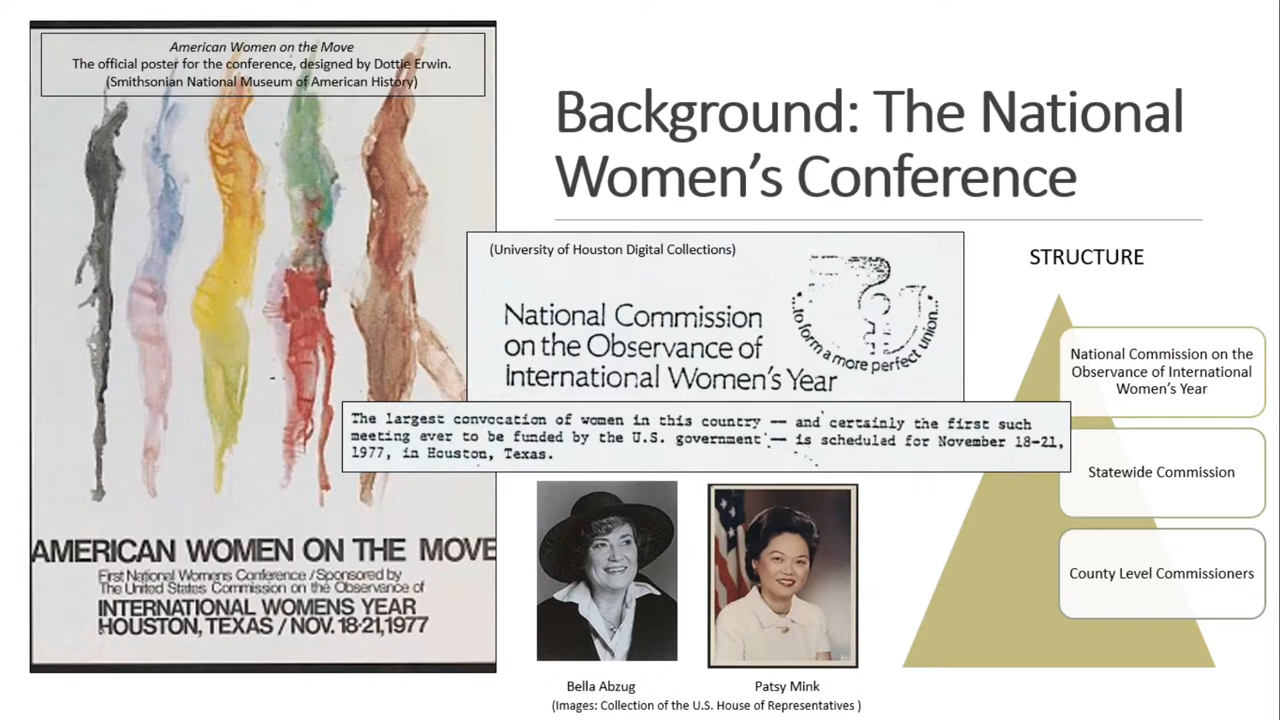 American Women on the Move
The official poster for the conference, designed by Dottie Erwin.
(Smithsonian National Museum of American History)
AMERICAN WOMEN ON THE MOVE
First National Womens Conference / Sponsored by
The United States Commission on the Observance of
INTERNATIONAL WOMENS YEAR
HOUSTON, TEXAS / NOV. 18-21, 1977
Background: The National
Women's Conference
(University of Houston Digital Collections)
National Commission
on the Observance of
International Women's Year
...to form a more perfect union...
The largest convocation of women in this country -- and certainly the first such
meeting ever to be funded by the U.S. government -- is scheduled for November 18-21,
1977, in Houston, Texas.
Bella Abzug
Patsy Mink
(Images: Collection of the U.S. House of Representatives )
STRUCTURE
National Commission on the
Observance of International
Women's Year
Statewide Commission
County Level Commissioners